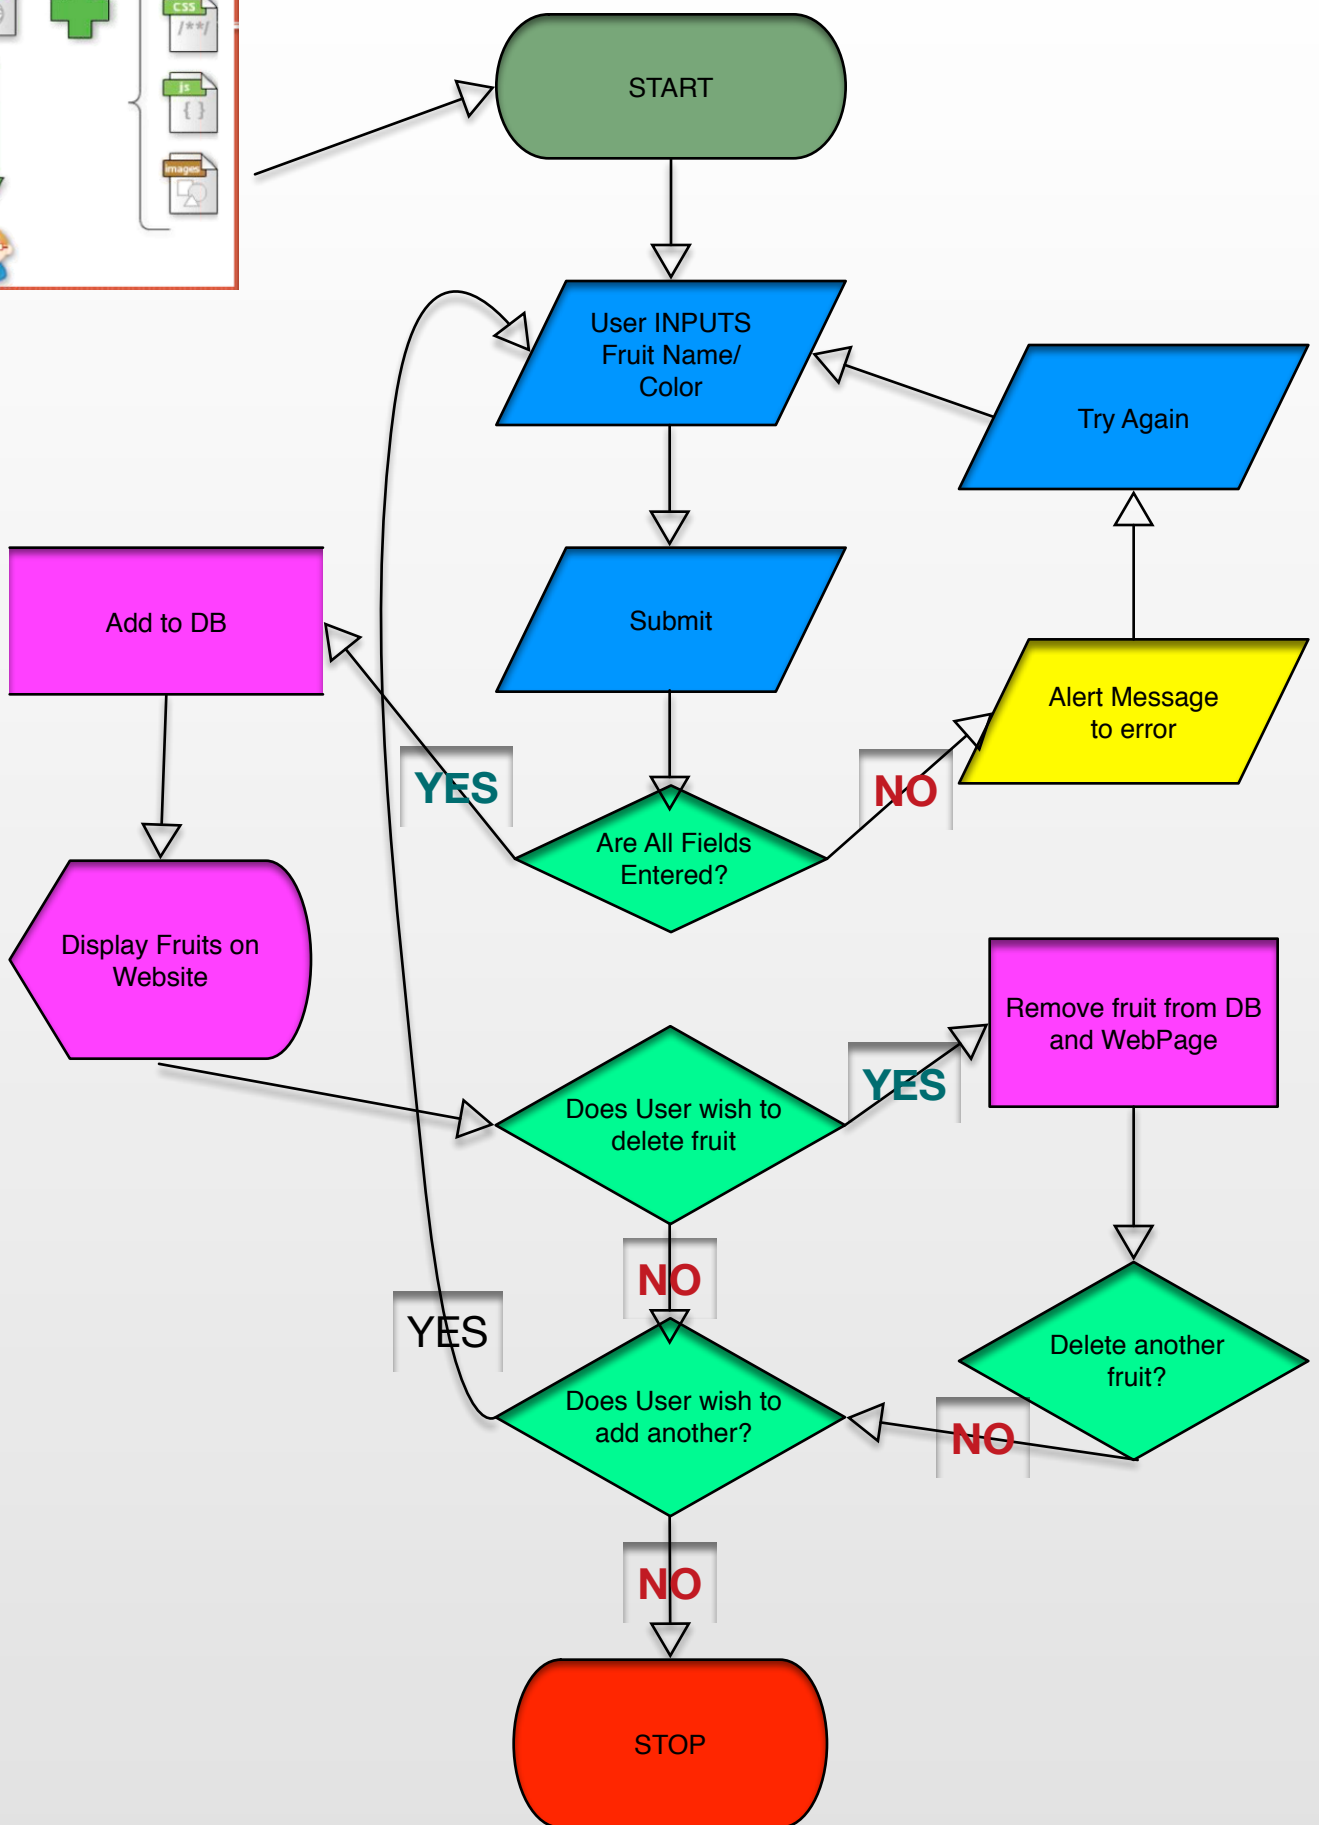 css
/**/
js
{ }
images
START
User INPUTS
Fruit Name/
Color
Try Again
Submit
Add to DB
Alert Message
to error
YES
NO
Are All Fields
Entered?
Display Fruits on
Website
Remove fruit from DB
and WebPage
YES
Does User wish to
delete fruit
NO
YES
Delete another
fruit?
Does User wish to
add another?
NO
NO
STOP